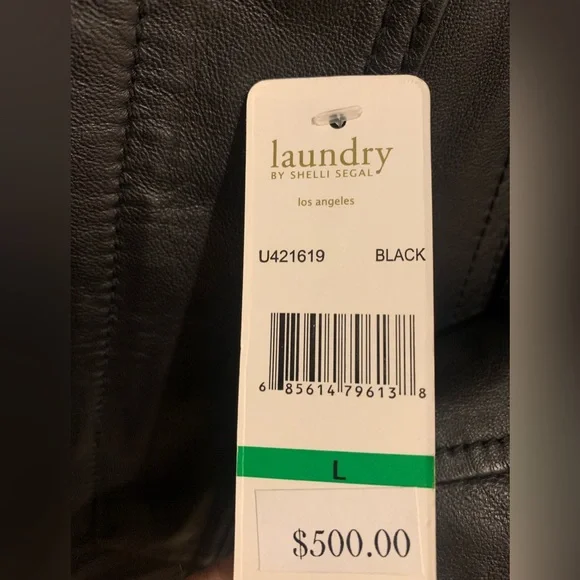 laundry
BY SHELLI SEGAL
los angeles
U421619 BLACK
6 85614 79613 8
L
$500.00